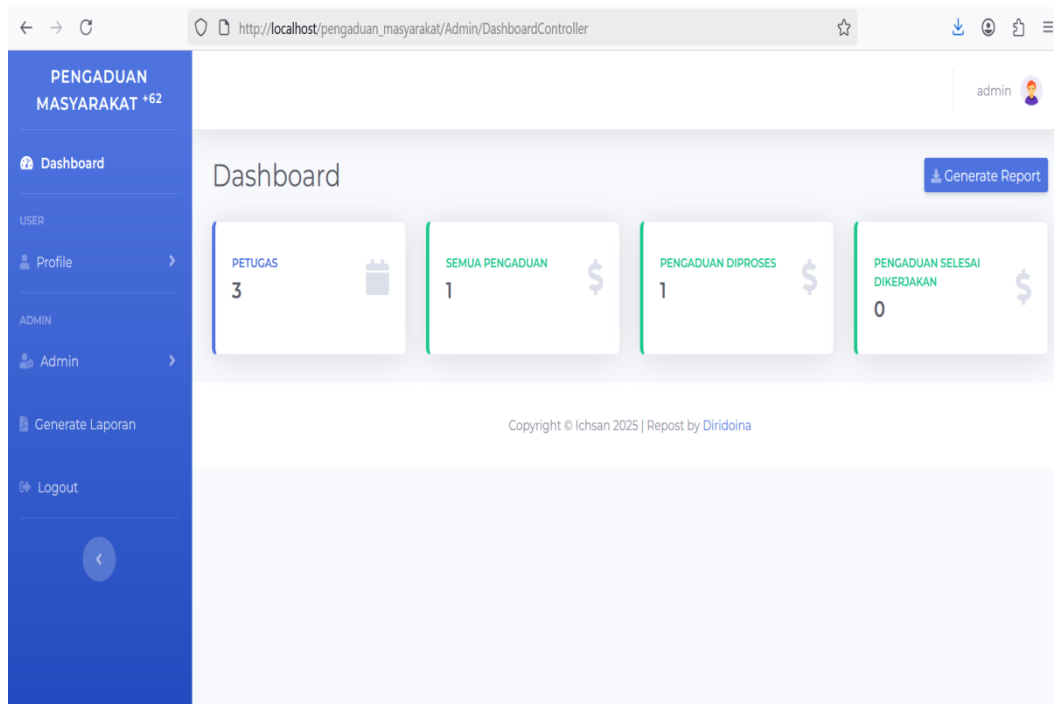 http://localhost/pengaduan_masyarakat/Admin/DashboardController
PENGADUAN
MASYARAKAT +62
admin
Dashboard
Dashboard
Generate Report
USER
Profile
PETUGAS
3
SEMUA PENGADUAN
1
PENGADUAN DIPROSES
1
PENGADUAN SELESAI
DIKERJAKAN
0
ADMIN
Admin
Generate Laporan
Logout
Copyright © Ichsan 2025 | Repost by Diridoina